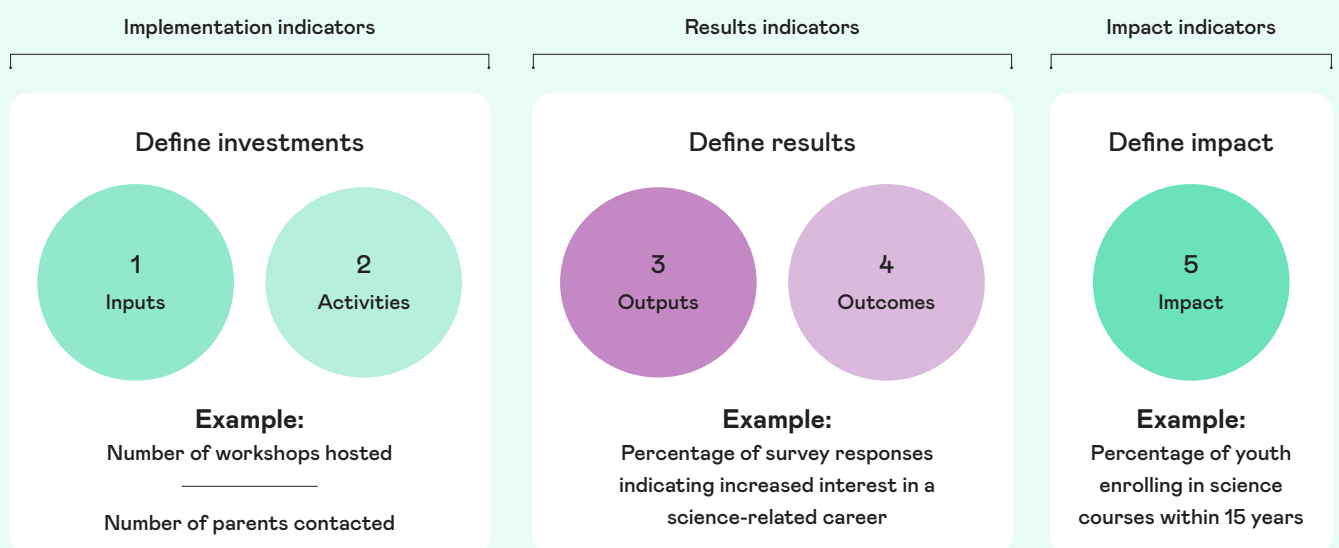 Implementation indicators
Define investments
1
Inputs
2
Activities
Example:
Number of workshops hosted
Number of parents contacted
Results indicators
Define results
3
Outputs
4
Outcomes
Example:
Percentage of survey responses
indicating increased interest in a
science-related career
Impact indicators
Define impact
5
Impact
Example:
Percentage of youth
enrolling in science
courses within 15 years